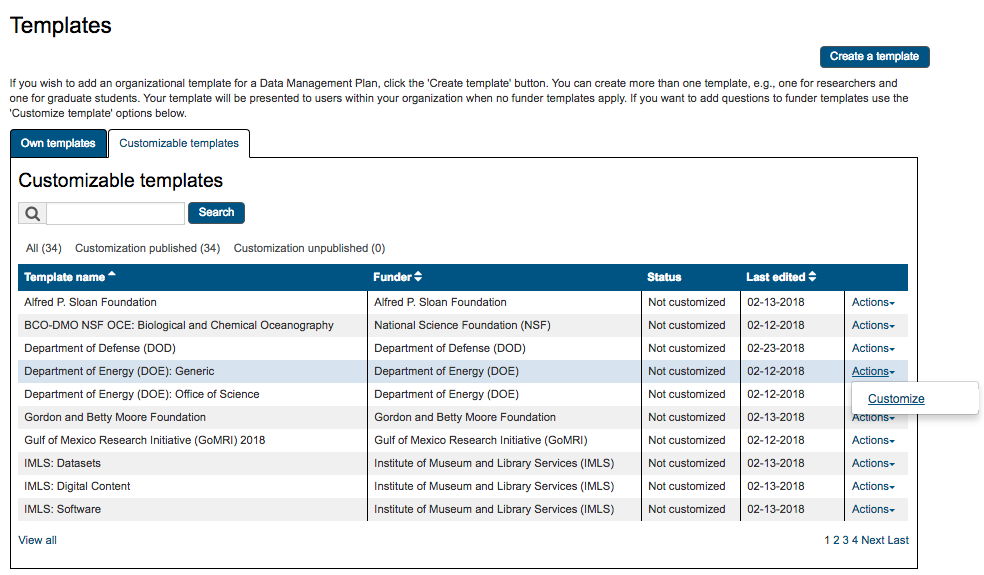 Templates
Create a template
If you wish to add an organizational template for a Data Management Plan, click the 'Create template' button. You can create more than one template, e.g., one for researchers and
one for graduate students. Your template will be presented to users within your organization when no funder templates apply. If you want to add questions to funder templates use the
'Customize template' options below.
Own templates Customizable templates
Customizable templates
Search
All (34) Customization published (34) Customization unpublished (0)
Template name Funder Status Last edited
Alfred P. Sloan Foundation Alfred P. Sloan Foundation Not customized 02-13-2018 Actions
BCO-DMO NSF OCE: Biological and Chemical Oceanography National Science Foundation (NSF) Not customized 02-12-2018 Actions
Department of Defense (DOD) Department of Defense (DOD) Not customized 02-23-2018 Actions
Department of Energy (DOE): Generic Department of Energy (DOE) Not customized 02-12-2018 Actions
Department of Energy (DOE): Office of Science Department of Energy (DOE) Not customized 02-12-2018
Customize
Gordon and Betty Moore Foundation Gordon and Betty Moore Foundation Not customized 02-13-2018 Actions
Gulf of Mexico Research Initiative (GoMRI) 2018 Gulf of Mexico Research Initiative (GoMRI) Not customized 02-12-2018 Actions
IMLS: Datasets Institute of Museum and Library Services (IMLS) Not customized 02-13-2018 Actions
IMLS: Digital Content Institute of Museum and Library Services (IMLS) Not customized 02-13-2018 Actions
IMLS: Software Institute of Museum and Library Services (IMLS) Not customized 02-13-2018 Actions
View all 1 2 3 4 Next Last